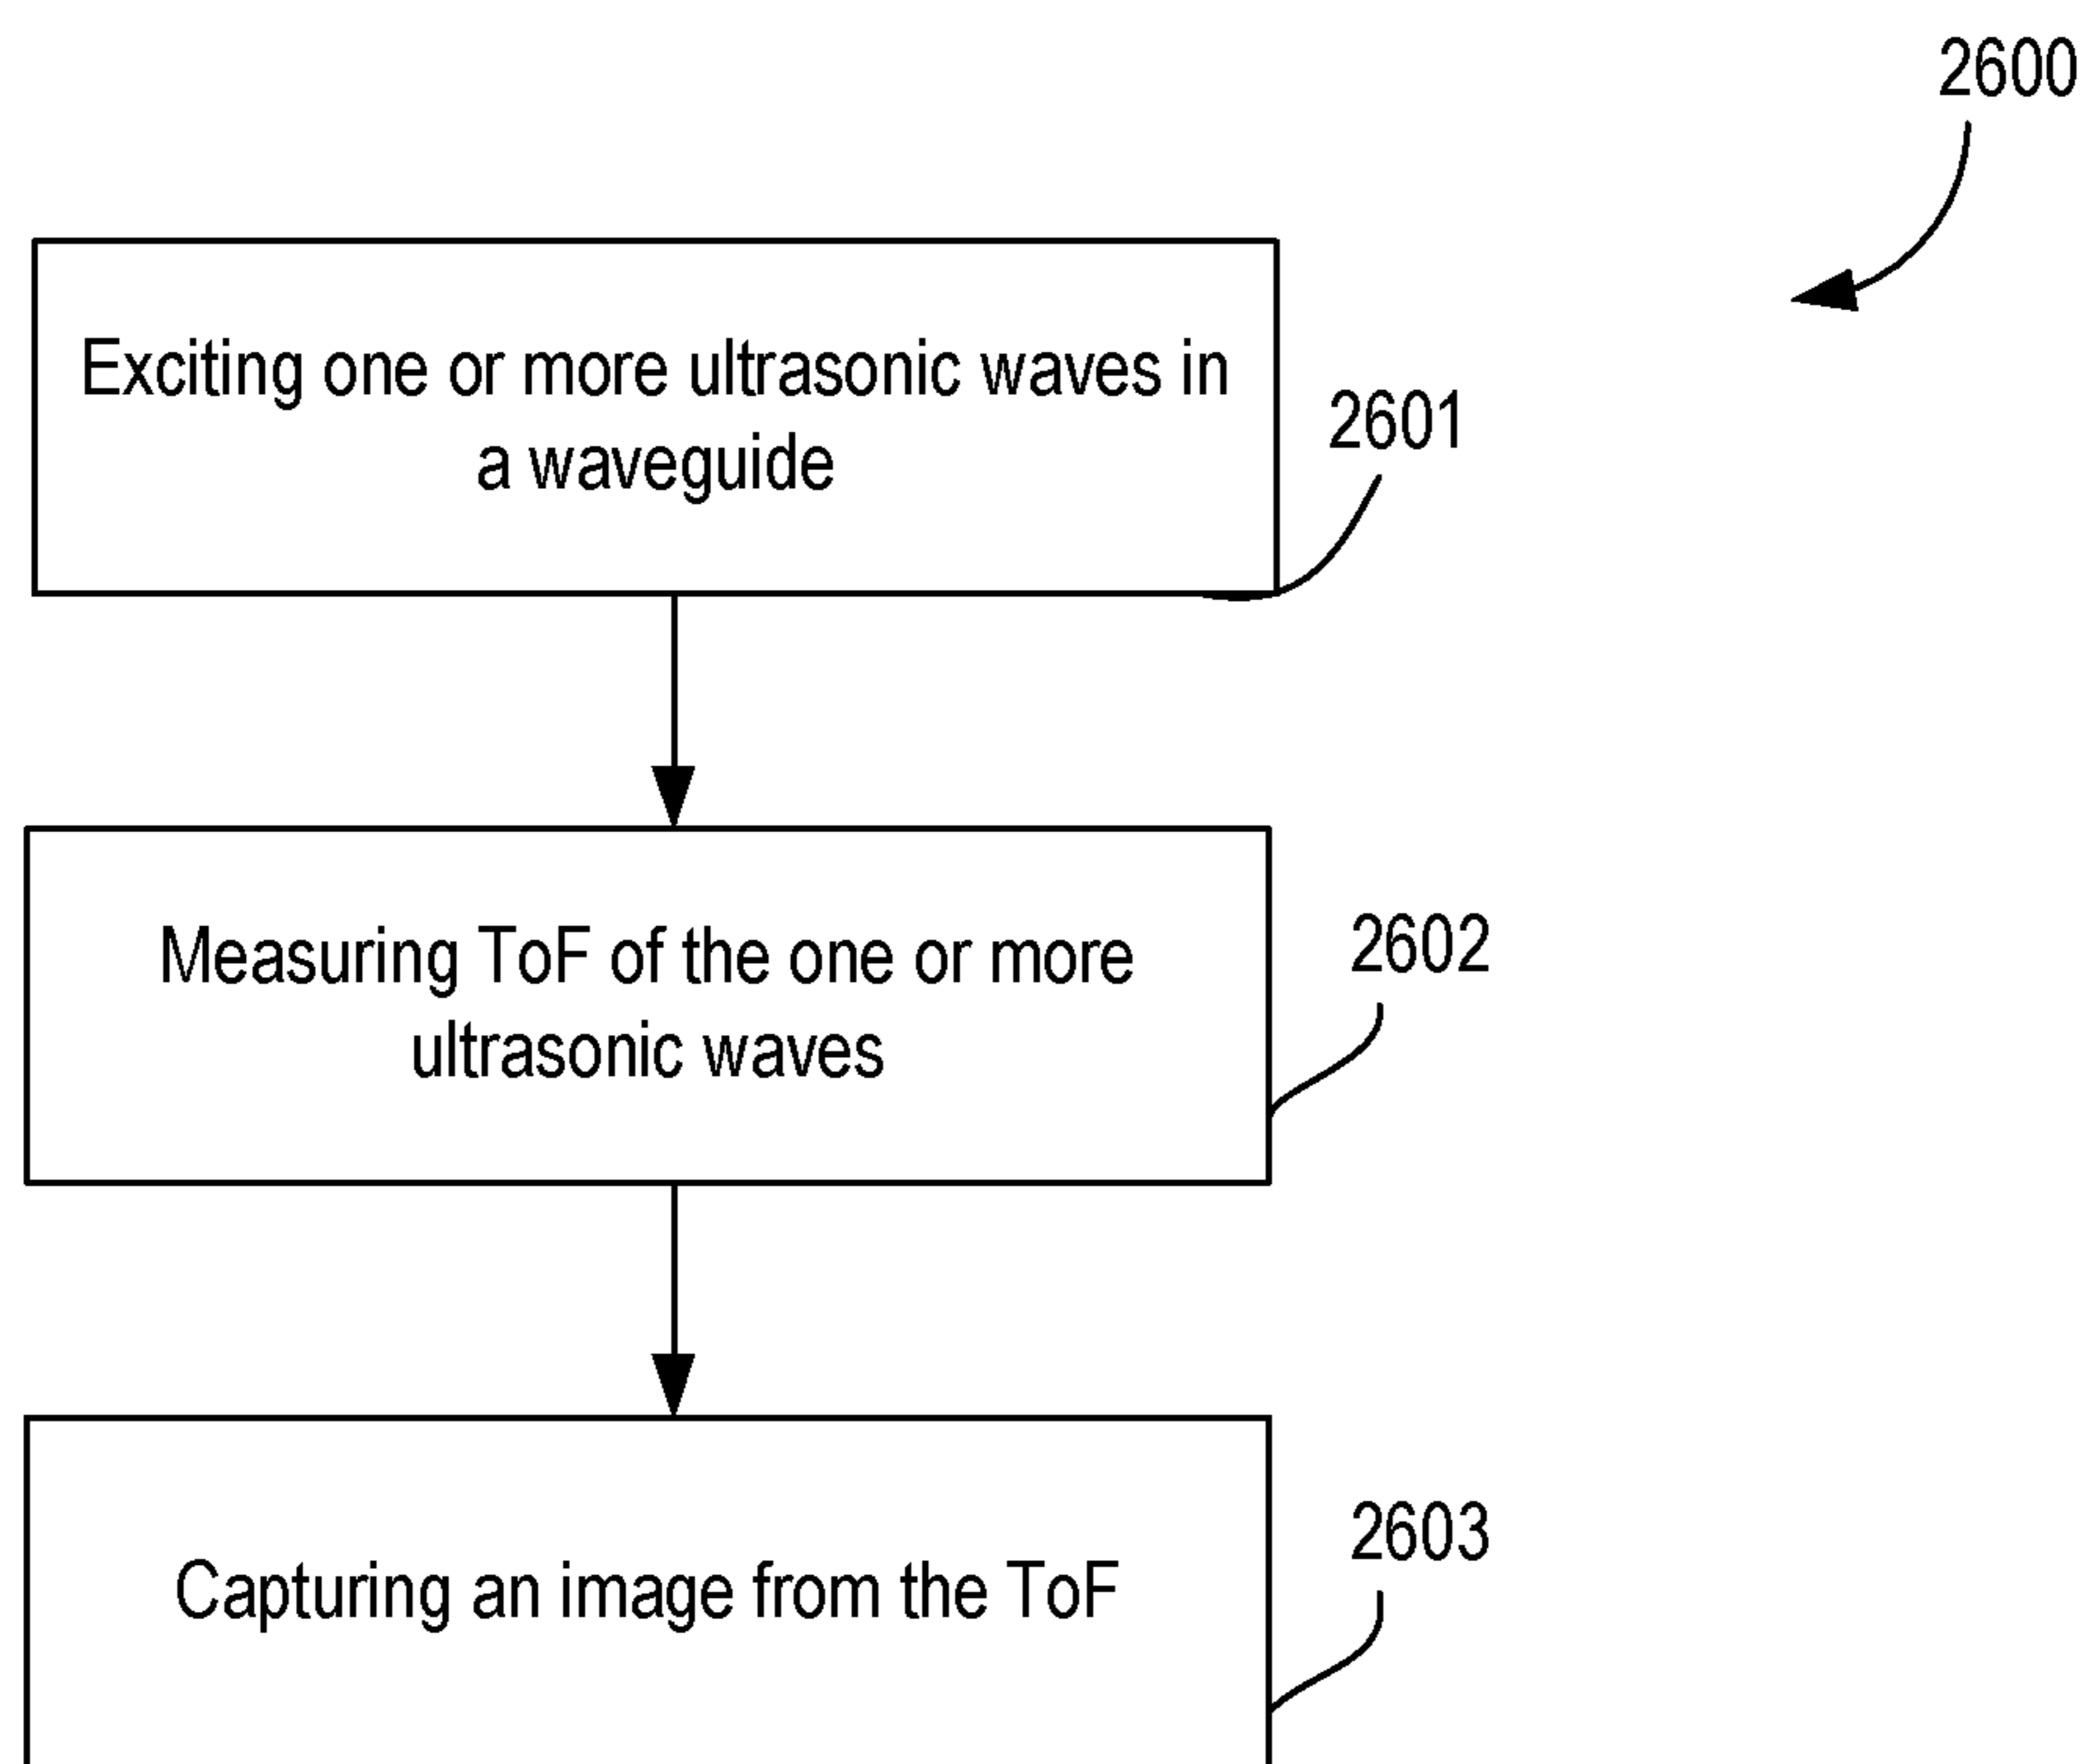 2600
Exciting one or more ultrasonic waves in
a waveguide
2601
Measuring ToF of the one or more
ultrasonic waves
2602
Capturing an image from the ToF
2603